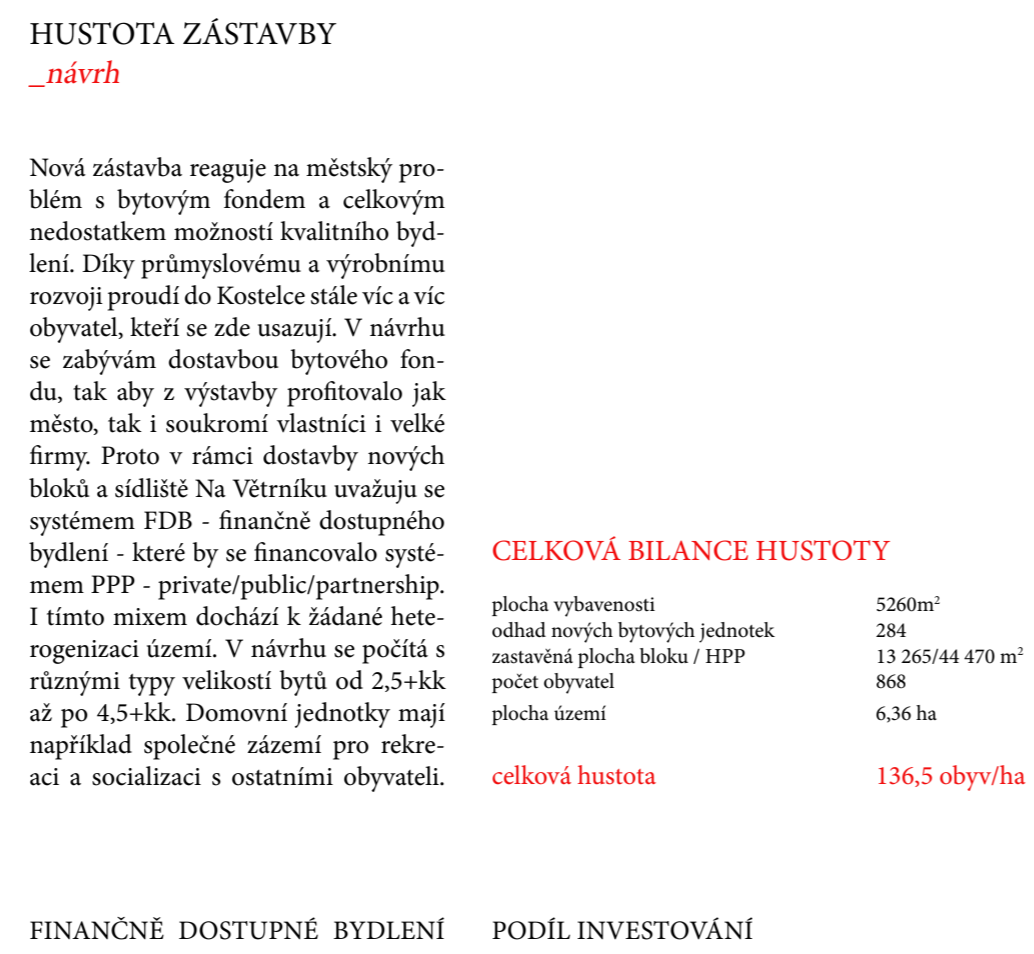 HUSTOTA ZÁSTAVBY
_návrh
Nová zástavba reaguje na městský pro-
blém s bytovým fondem a celkovým
nedostatkem možností kvalitního byd-
lení. Díky průmyslovému a výrobnímu
rozvoji proudí do Kostelce stále víc a víc
obyvatel, kteří se zde usazují. V návrhu
se zabývám dostavbou bytového fon-
du, tak aby z výstavby profitovalo jak
město, tak i soukromí vlastníci i velké
firmy. Proto v rámci dostavby nových
bloků a sídliště Na Větrníku uvažuju se
systémem FDB - finančně dostupného
bydlení - které by se financovalo systé-
mem PPP - private/public/partnership.
I tímto mixem dochází k žádané hete-
rogenizaci území. V návrhu se počítá s
různými typy velikostí bytů od 2,5+kk
až po 4,5+kk. Domovní jednotky mají
například společné zázemí pro rekre-
aci a socializaci s ostatními obyvateli.
CELKOVÁ BILANCE HUSTOTY
plocha vybavenosti 5260m²
odhad nových bytových jednotek 284
zastavěná plocha bloku / HPP 13 265/44 470 m²
počet obyvatel 868
plocha území 6,36 ha
celková hustota 136,5 obyv/ha
FINANČNĚ DOSTUPNÉ BYDLENÍ
PODÍL INVESTOVÁNÍ